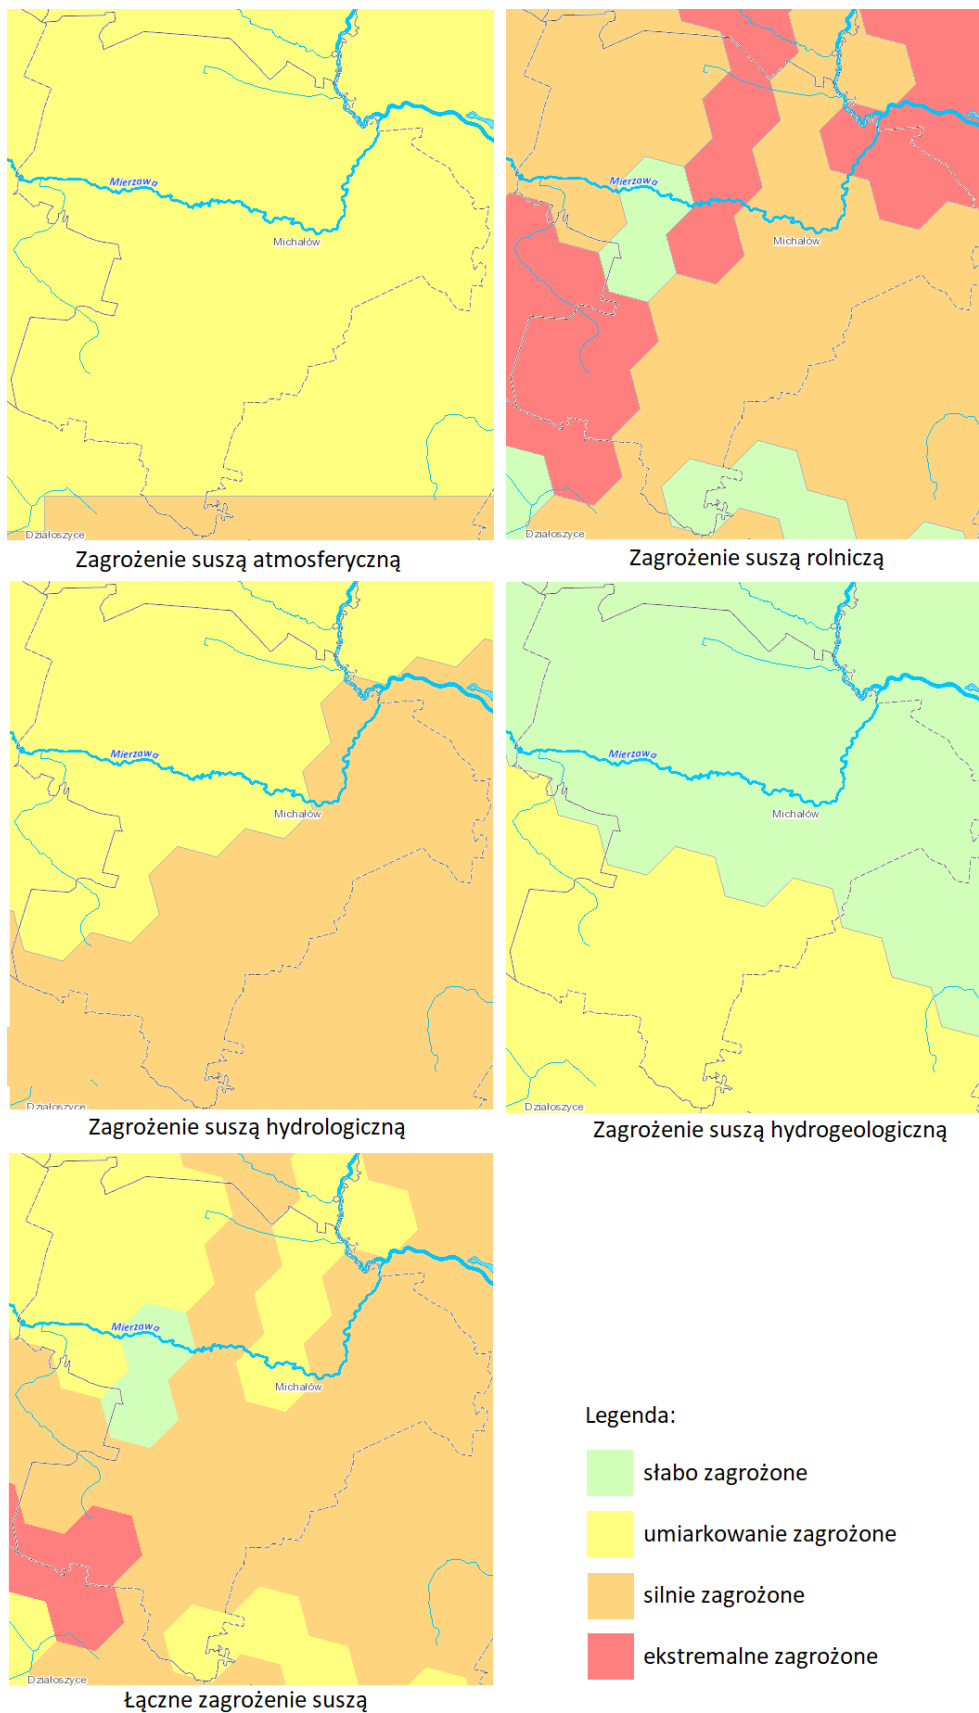 Mierzawa
Michałów
Działoszyce
Zagrożenie suszą atmosferyczną
Mierzawa
Michałów
Działoszyce
Zagrożenie suszą rolniczą
Mierzawa
Michałów
Działoszyce
Zagrożenie suszą hydrologiczną
Mierzawa
Michałów
Działoszyce
Zagrożenie suszą hydrogeologiczną
Mierzawa
Michałów
Działoszyce
Łączne zagrożenie suszą
Legenda:
słabo zagrożone
umiarkowanie zagrożone
silnie zagrożone
ekstremalne zagrożone